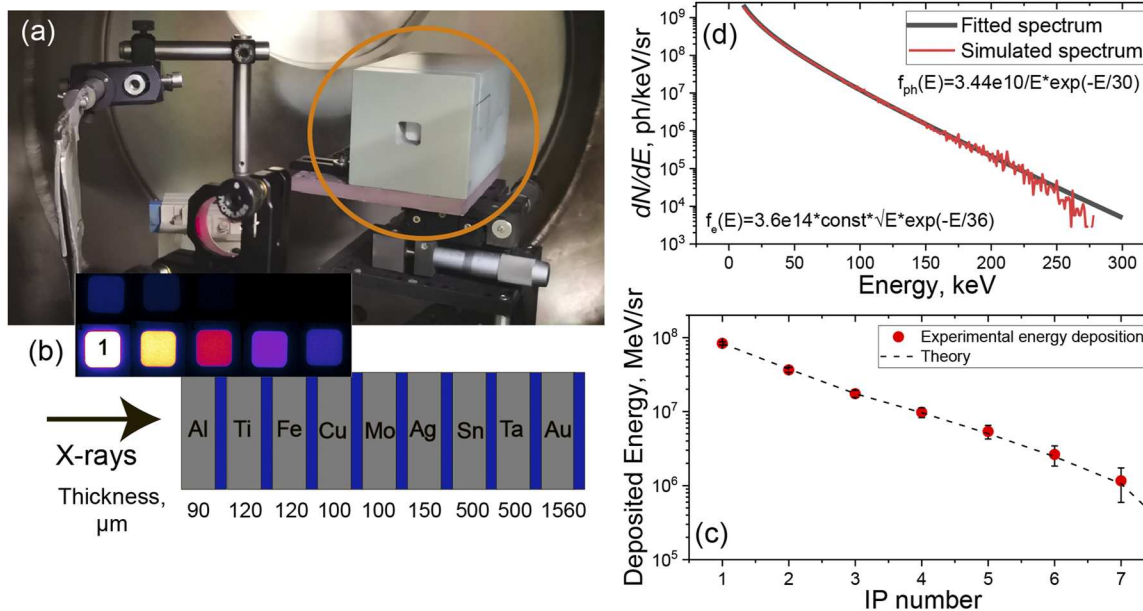 (a)
(b)
1
X-rays
Al Ti Fe Cu Mo Ag Sn Ta Au
Thickness,
μm
90 120 120 100 100 150 500 500 1560
(d)
Fitted spectrum
Simulated spectrum
f_ph(E)=3.44e10/E*exp(-E/30)
f_e(E)=3.6e14*const*√E*exp(-E/36)
dN/dE, ph/keV/sr
10⁹
10⁸
10⁷
10⁶
10⁵
10⁴
10³
0 50 100 150 200 250 300
Energy, keV
(c)
Experimental energy deposition
Theory
Deposited Energy, MeV/sr
10⁸
10⁷
10⁶
10⁵
1 2 3 4 5 6 7
IP number